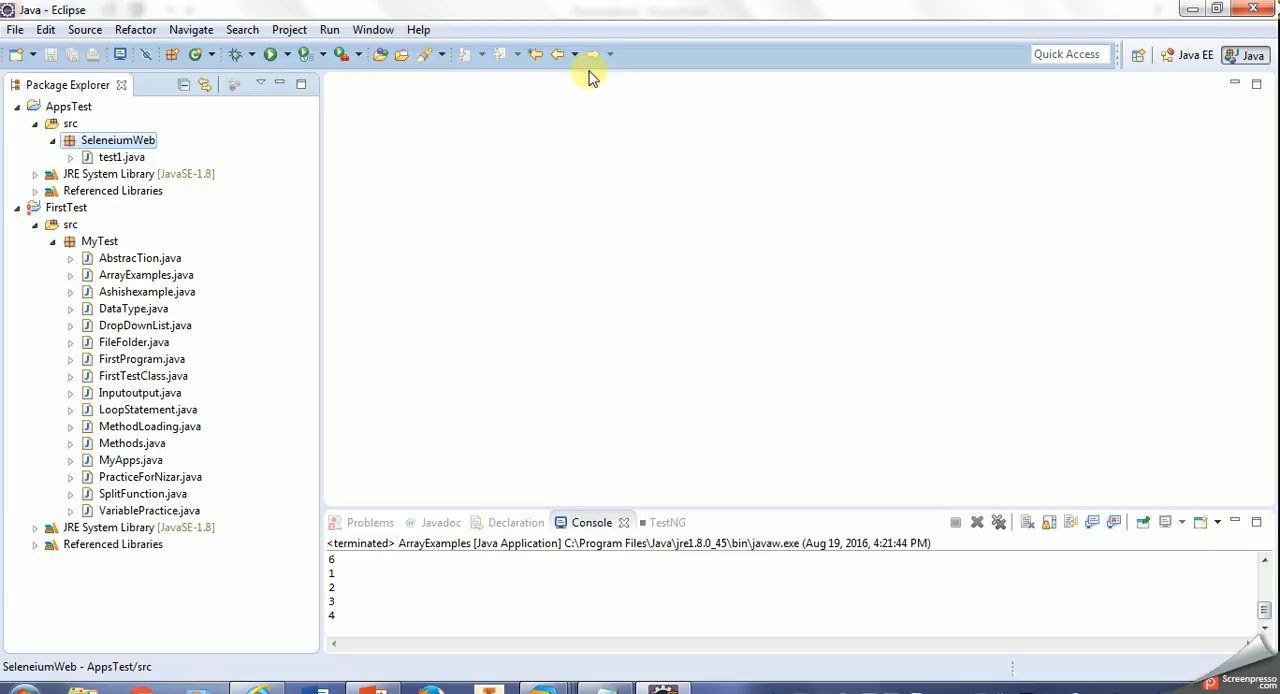 Java - Eclipse
File Edit Source Refactor Navigate Search Project Run Window Help
Quick Access Java EE Java
Package Explorer
AppsTest
src
SeleneiumWeb
test1.java
JRE System Library [JavaSE-1.8]
Referenced Libraries
FirstTest
src
MyTest
AbstracTion.java
ArrayExamples.java
Ashishexample.java
DataType.java
DropDownList.java
FileFolder.java
FirstProgram.java
FirstTestClass.java
Inputoutput.java
LoopStatement.java
MethodLoading.java
Methods.java
MyApps.java
PracticeForNizar.java
SplitFunction.java
VariablePractice.java
JRE System Library [JavaSE-1.8]
Referenced Libraries
Problems Javadoc Declaration Console TestNG
<terminated> ArrayExamples [Java Application] C:\Program Files\Java\jre1.8.0_45\bin\javaw.exe (Aug 19, 2016, 4:21:44 PM)
6
1
2
3
4
SeleneiumWeb - AppsTest/src
Screenpresso
.com